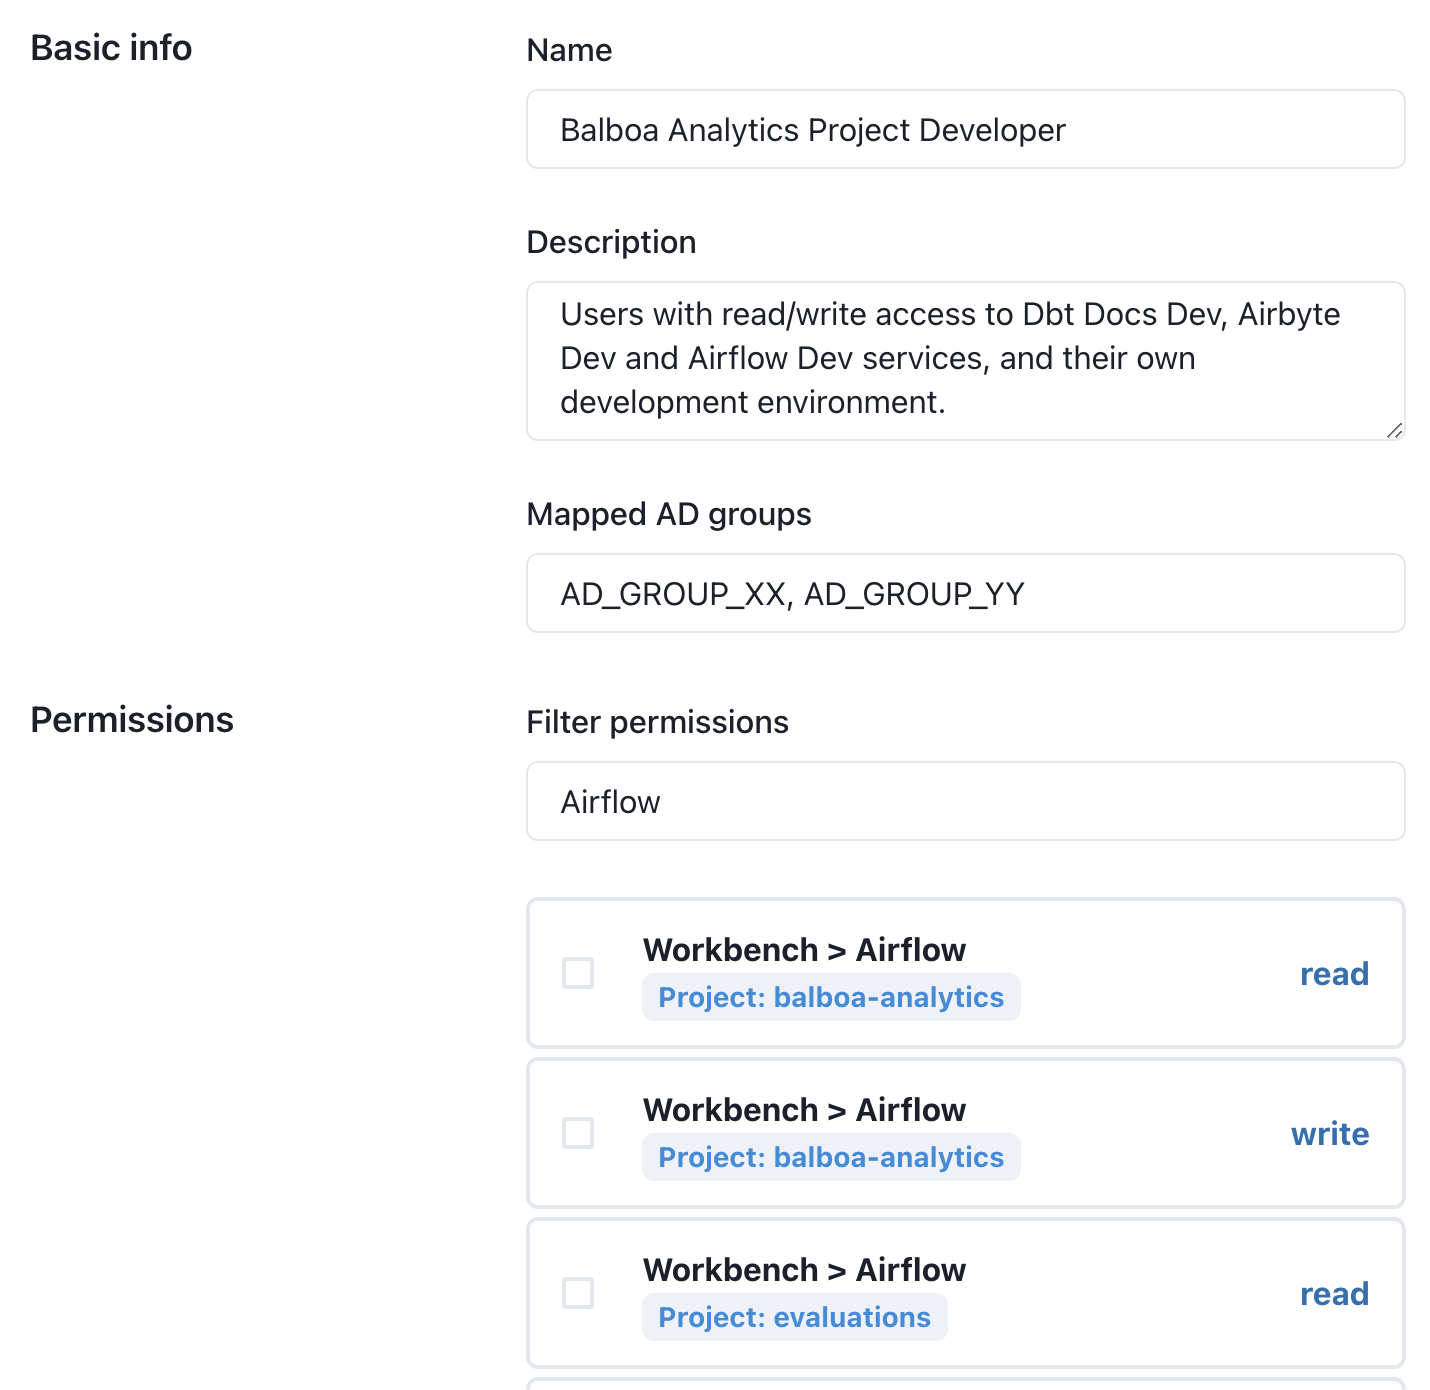 Basic info
Name
Balboa Analytics Project Developer
Description
Users with read/write access to Dbt Docs Dev, Airbyte
Dev and Airflow Dev services, and their own
development environment.
Mapped AD groups
AD_GROUP_XX, AD_GROUP_YY
Permissions
Filter permissions
Airflow
Workbench > Airflow
Project: balboa-analytics
read
Workbench > Airflow
Project: balboa-analytics
write
Workbench > Airflow
Project: evaluations
read